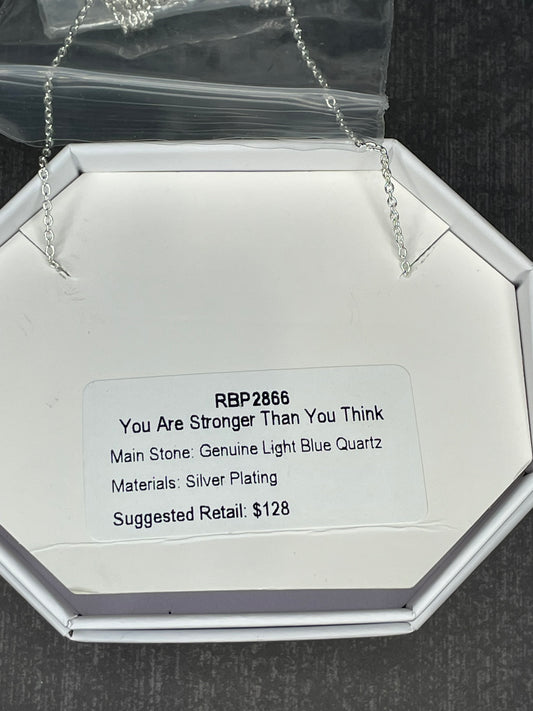 RBP2866
You Are Stronger Than You Think
Main Stone: Genuine Light Blue Quartz
Materials: Silver Plating
Suggested Retail: $128